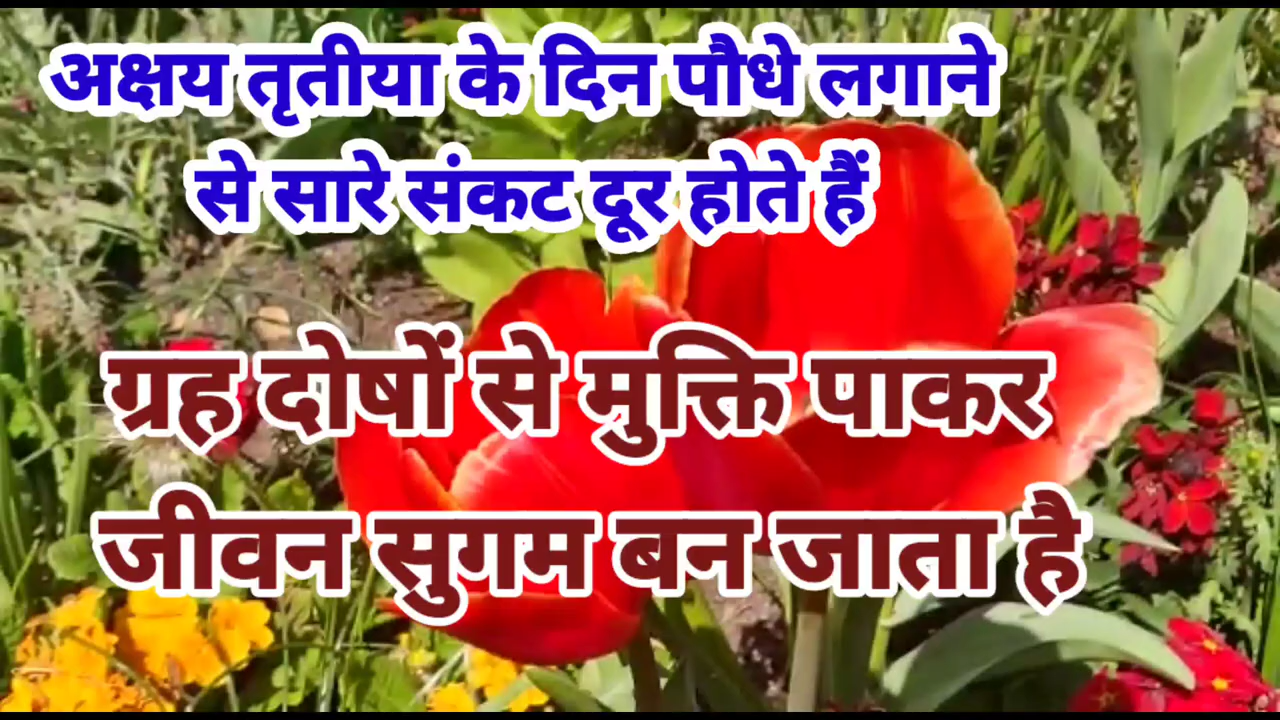 अक्षय तृतीया के दिन पौधे लगाने
से सारे संकट दूर होते हैं
ग्रह दोषों से मुक्ति पाकर
जीवन सुगम बन जाता है